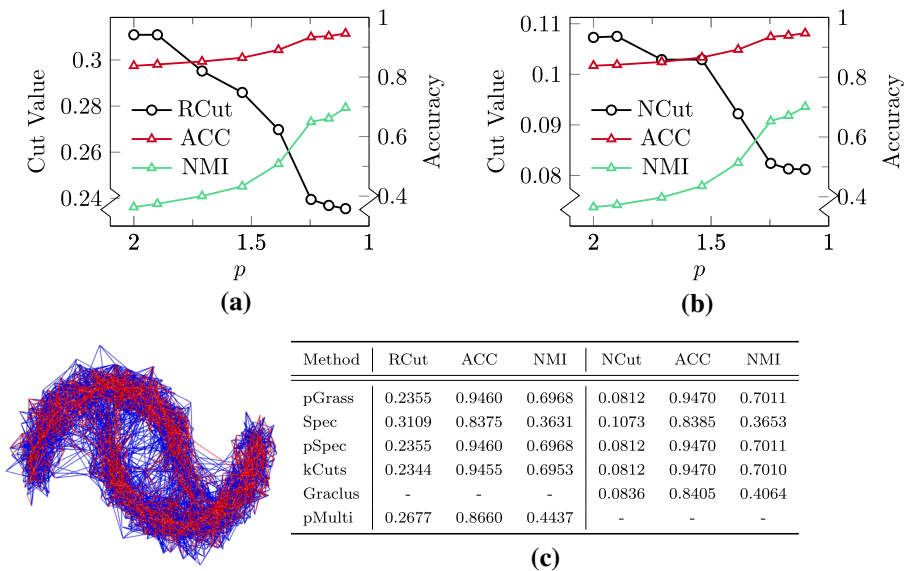 0.3
0.28
0.26
0.24
Cut Value
1
0.8
0.6
0.4
Accuracy
RCut
ACC
NMI
2
1.5
1
p
(a)
0.11
0.1
0.09
0.08
Cut Value
1
0.8
0.6
0.4
Accuracy
NCut
ACC
NMI
2
1.5
1
p
(b)
Method RCut ACC NMI NCut ACC NMI
pGrass 0.2355 0.9460 0.6968 0.0812 0.9470 0.7011
Spec 0.3109 0.8375 0.3631 0.1073 0.8385 0.3653
pSpec 0.2355 0.9460 0.6968 0.0812 0.9470 0.7011
kCuts 0.2344 0.9455 0.6953 0.0812 0.9470 0.7010
Graclus - - - 0.0836 0.8405 0.4064
pMulti 0.2677 0.8660 0.4437 - - -
(c)